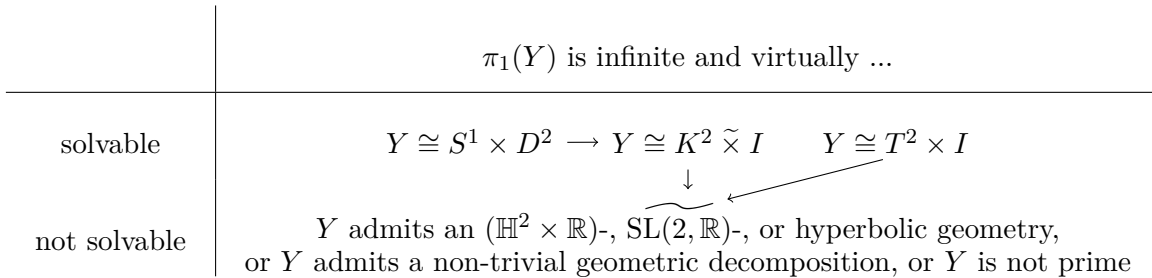 π₁(Y) is infinite and virtually ...
solvable Y ≅ S¹ × D² → Y ≅ K² ×̃ I Y ≅ T² × I
↓
not solvable Y admits an (ℍ² × ℝ)-, S͠L(2, ℝ)-, or hyperbolic geometry,
or Y admits a non-trivial geometric decomposition, or Y is not prime